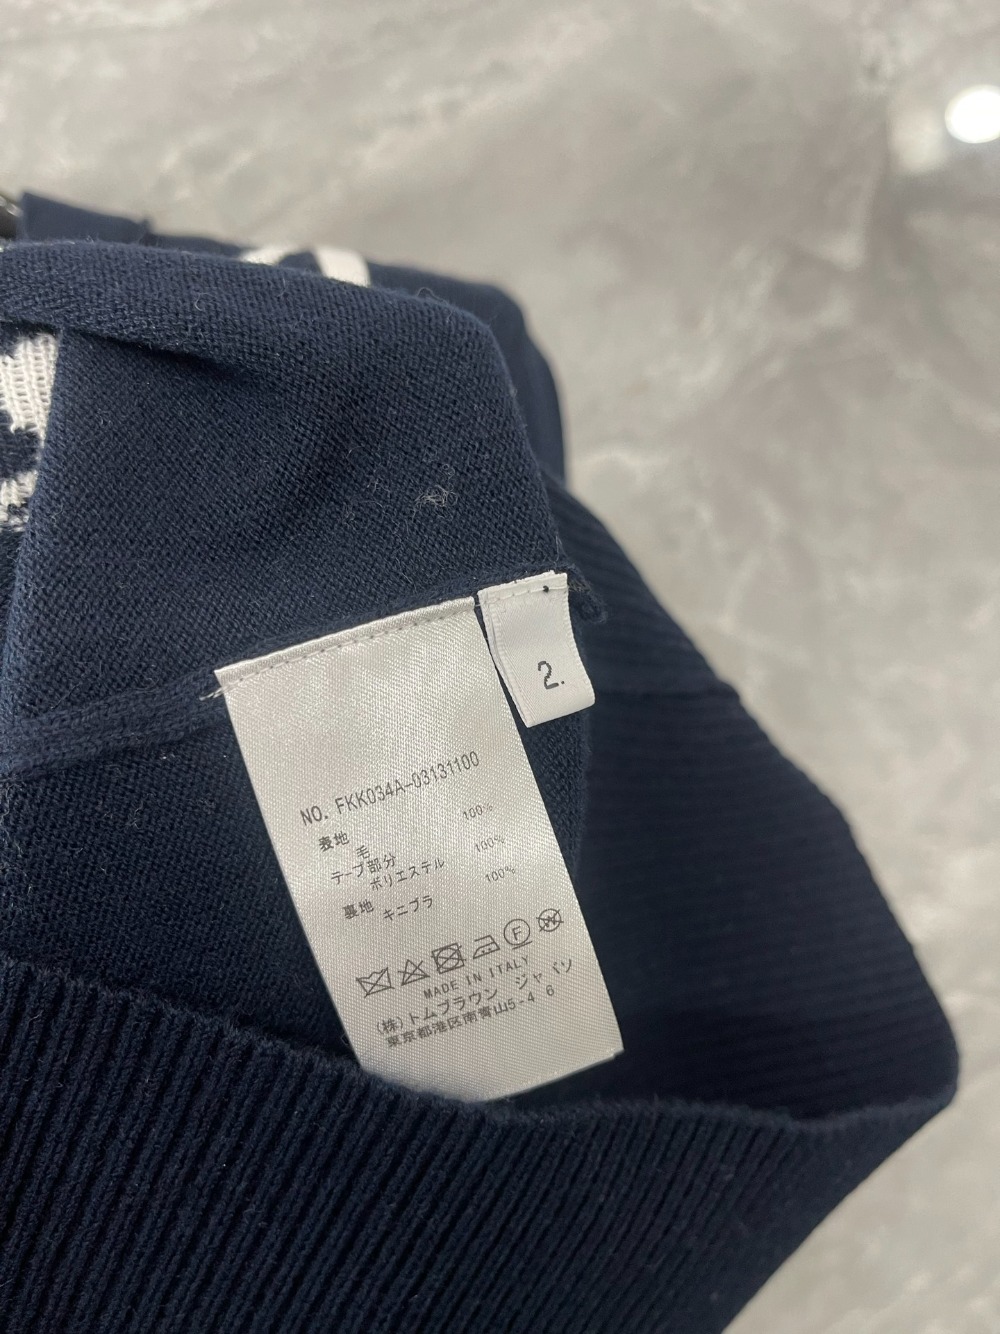 2.
NO. FKK034A-03131100
表地
毛 100%
テープ部分
ポリエステル 100%
裏地
キニプラ 100%
F W
MADE IN ITALY
(株)トムブラウン ジャパン
東京都港区南青山5-4 6